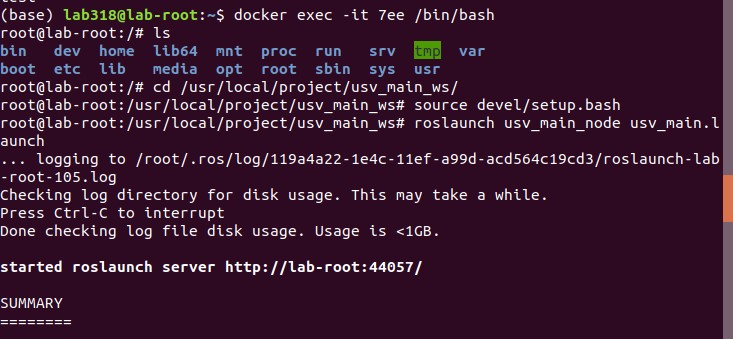 test
(base) lab318@lab-root:~$ docker exec -it 7ee /bin/bash
root@lab-root:/# ls
bin dev home lib64 mnt proc run srv tmp var
boot etc lib media opt root sbin sys usr
root@lab-root:/# cd /usr/local/project/usv_main_ws/
root@lab-root:/usr/local/project/usv_main_ws# source devel/setup.bash
root@lab-root:/usr/local/project/usv_main_ws# roslaunch usv_main_node usv_main.l
aunch
... logging to /root/.ros/log/119a4a22-1e4c-11ef-a99d-acd564c19cd3/roslaunch-lab
-root-105.log
Checking log directory for disk usage. This may take a while.
Press Ctrl-C to interrupt
Done checking log file disk usage. Usage is <1GB.
started roslaunch server http://lab-root:44057/
SUMMARY
========